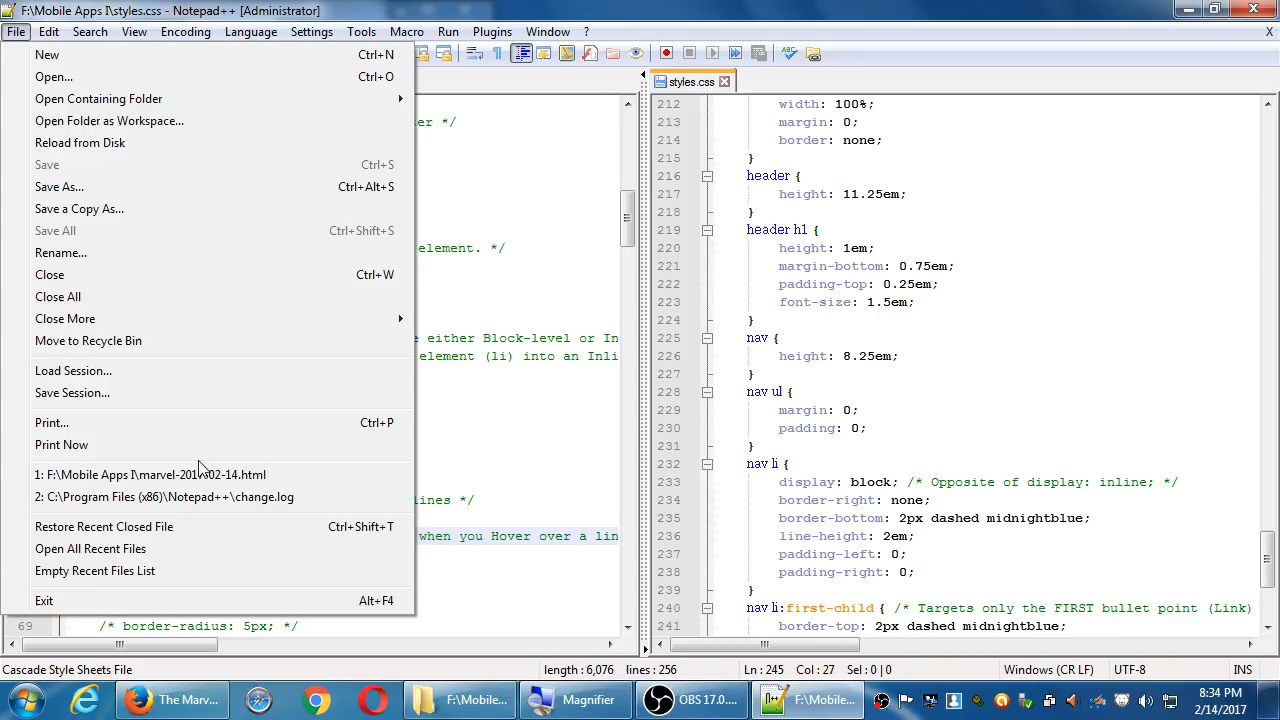 F:\Mobile Apps I\styles.css - Notepad++ [Administrator]
File Edit Search View Encoding Language Settings Tools Macro Run Plugins Window ? X
New Ctrl+N
Open... Ctrl+O
Open Containing Folder
Open Folder as Workspace...
Reload from Disk
Save Ctrl+S
Save As... Ctrl+Alt+S
Save a Copy As...
Save All Ctrl+Shift+S
Rename...
Close Ctrl+W
Close All
Close More
Move to Recycle Bin
Load Session...
Save Session...
Print... Ctrl+P
Print Now
1: F:\Mobile Apps I\marvel-2017-02-14.html
2: C:\Program Files (x86)\Notepad++\change.log
Restore Recent Closed File Ctrl+Shift+T
Open All Recent Files
Empty Recent Files List
Exit Alt+F4
er */
element. */
e either Block-level or In
element (li) into an Inli
lines */
when you Hover over a lin
69 /* border-radius: 5px; */
styles.css
212 width: 100%;
213 margin: 0;
214 border: none;
215 }
216 header {
217 height: 11.25em;
218 }
219 header h1 {
220 height: 1em;
221 margin-bottom: 0.75em;
222 padding-top: 0.25em;
223 font-size: 1.5em;
224 }
225 nav {
226 height: 8.25em;
227 }
228 nav ul {
229 margin: 0;
230 padding: 0;
231 }
232 nav li {
233 display: block; /* Opposite of display: inline; */
234 border-right: none;
235 border-bottom: 2px dashed midnightblue;
236 line-height: 2em;
237 padding-left: 0;
238 padding-right: 0;
239 }
240 nav li:first-child { /* Targets only the FIRST bullet point (Link)
241 border-top: 2px dashed midnightblue;
Cascade Style Sheets File length : 6,076 lines : 256 Ln : 245 Col : 27 Sel : 0 | 0 Windows (CR LF) UTF-8 INS
The Marv... F:\Mobile... Magnifier OBS 17.0.... F:\Mobile... 8:34 PM
2/14/2017